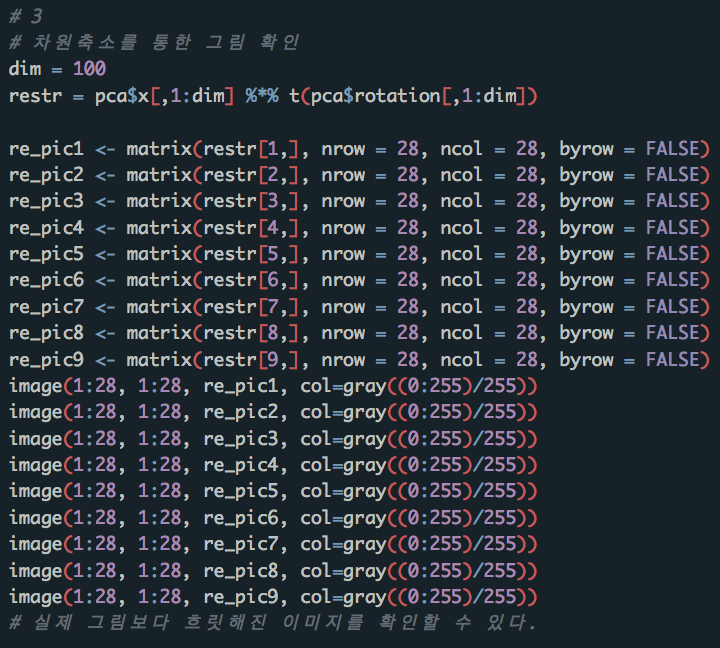 # 3
# 차원축소를 통한 그림 확인
dim = 100
restr = pca$x[,1:dim] %*% t(pca$rotation[,1:dim])

re_pic1 <- matrix(restr[1,], nrow = 28, ncol = 28, byrow = FALSE)
re_pic2 <- matrix(restr[2,], nrow = 28, ncol = 28, byrow = FALSE)
re_pic3 <- matrix(restr[3,], nrow = 28, ncol = 28, byrow = FALSE)
re_pic4 <- matrix(restr[4,], nrow = 28, ncol = 28, byrow = FALSE)
re_pic5 <- matrix(restr[5,], nrow = 28, ncol = 28, byrow = FALSE)
re_pic6 <- matrix(restr[6,], nrow = 28, ncol = 28, byrow = FALSE)
re_pic7 <- matrix(restr[7,], nrow = 28, ncol = 28, byrow = FALSE)
re_pic8 <- matrix(restr[8,], nrow = 28, ncol = 28, byrow = FALSE)
re_pic9 <- matrix(restr[9,], nrow = 28, ncol = 28, byrow = FALSE)
image(1:28, 1:28, re_pic1, col=gray((0:255)/255))
image(1:28, 1:28, re_pic2, col=gray((0:255)/255))
image(1:28, 1:28, re_pic3, col=gray((0:255)/255))
image(1:28, 1:28, re_pic4, col=gray((0:255)/255))
image(1:28, 1:28, re_pic5, col=gray((0:255)/255))
image(1:28, 1:28, re_pic6, col=gray((0:255)/255))
image(1:28, 1:28, re_pic7, col=gray((0:255)/255))
image(1:28, 1:28, re_pic8, col=gray((0:255)/255))
image(1:28, 1:28, re_pic9, col=gray((0:255)/255))
# 실제 그림보다 흐릿해진 이미지를 확인할 수 있다.